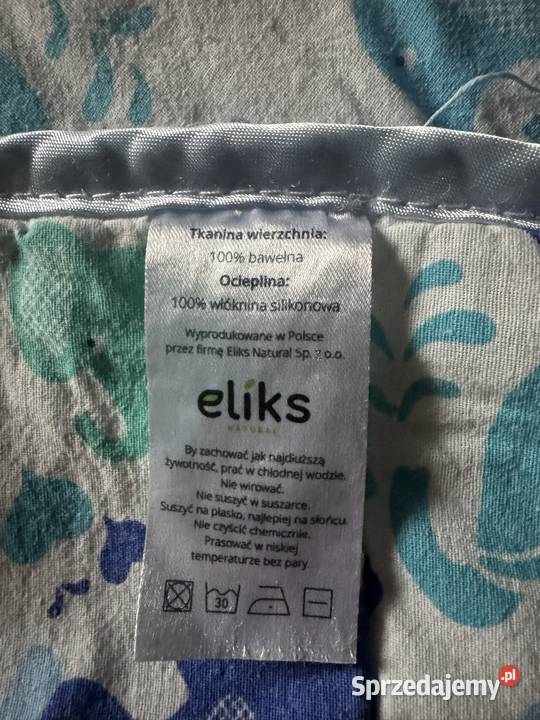 Tkanina wierzchnia:
100% bawełna
Ocieplina:
100% włóknina silikonowa
Wyprodukowane w Polsce
przez firmę Eliks Natural Sp. z o.o.
eliks
NATURAL
By zachować jak najdłuższą
żywotność, prać w chłodnej wodzie.
Nie wirować.
Nie suszyć w suszarce.
Suszyć na płasko, najlepiej na słońcu.
Nie czyścić chemicznie.
Prasować w niskiej
temperaturze bez pary.
30
Sprzedajemy.pl